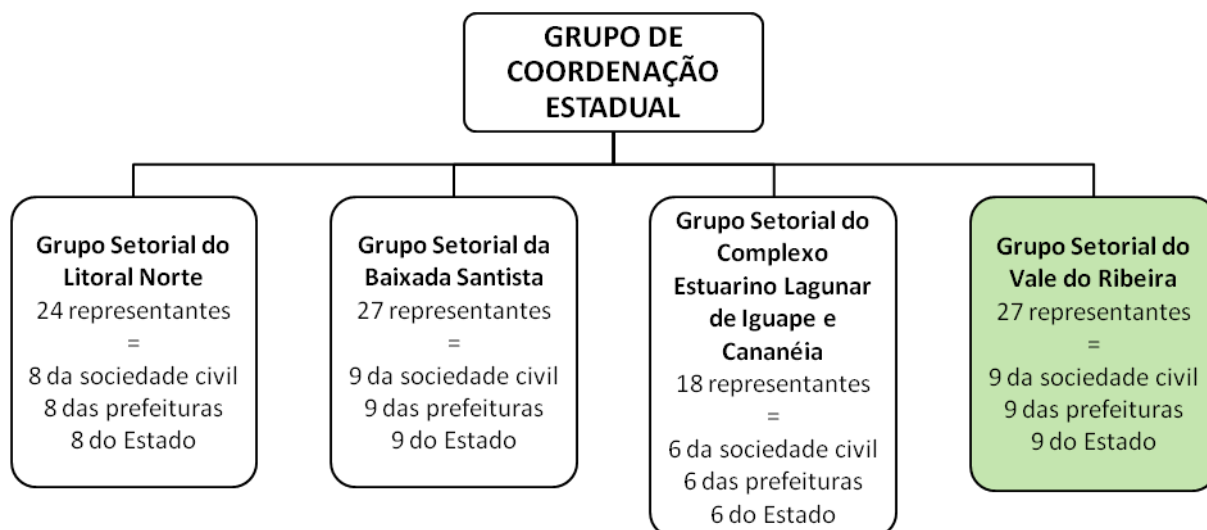 GRUPO DE
COORDENAÇÃO
ESTADUAL
Grupo Setorial do
Litoral Norte
24 representantes
=
8 da sociedade civil
8 das prefeituras
8 do Estado
Grupo Setorial da
Baixada Santista
27 representantes
=
9 da sociedade civil
9 das prefeituras
9 do Estado
Grupo Setorial do
Complexo
Estuarino Lagunar
de Iguape e
Cananéia
18 representantes
=
6 da sociedade civil
6 das prefeituras
6 do Estado
Grupo Setorial do
Vale do Ribeira
27 representantes
=
9 da sociedade civil
9 das prefeituras
9 do Estado